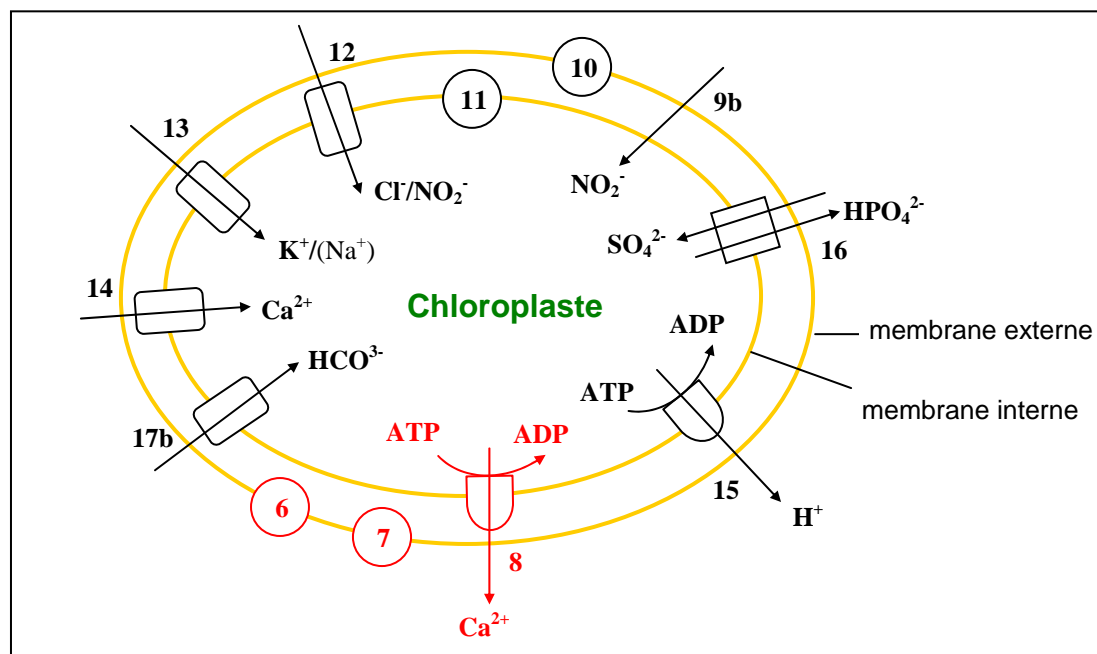 12
10
11
9b
13
Cl⁻/NO₂⁻
NO₂⁻
HPO₄²⁻
SO₄²⁻
16
K⁺/(Na⁺)
14
Ca²⁺
Chloroplaste
ADP
membrane externe
HCO³⁻
ATP
membrane interne
17b
ATP
ADP
15
6
7
8
H⁺
Ca²⁺